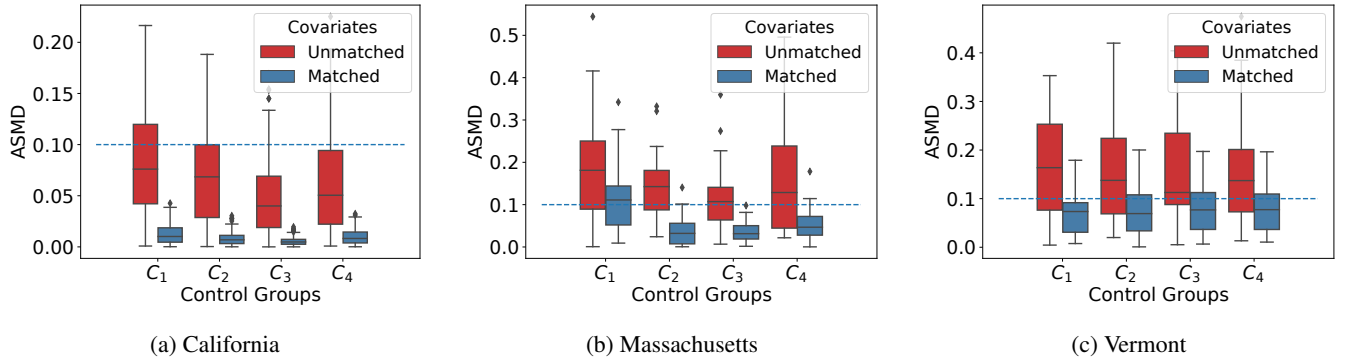 Covariates
Unmatched
Matched
0.20
0.15
0.10
0.05
0.00
ASMD
C1 C2 C3 C4
Control Groups
(a) California
Covariates
Unmatched
Matched
0.5
0.4
0.3
0.2
0.1
0.0
ASMD
C1 C2 C3 C4
Control Groups
(b) Massachusetts
Covariates
Unmatched
Matched
0.4
0.3
0.2
0.1
0.0
ASMD
C1 C2 C3 C4
Control Groups
(c) Vermont